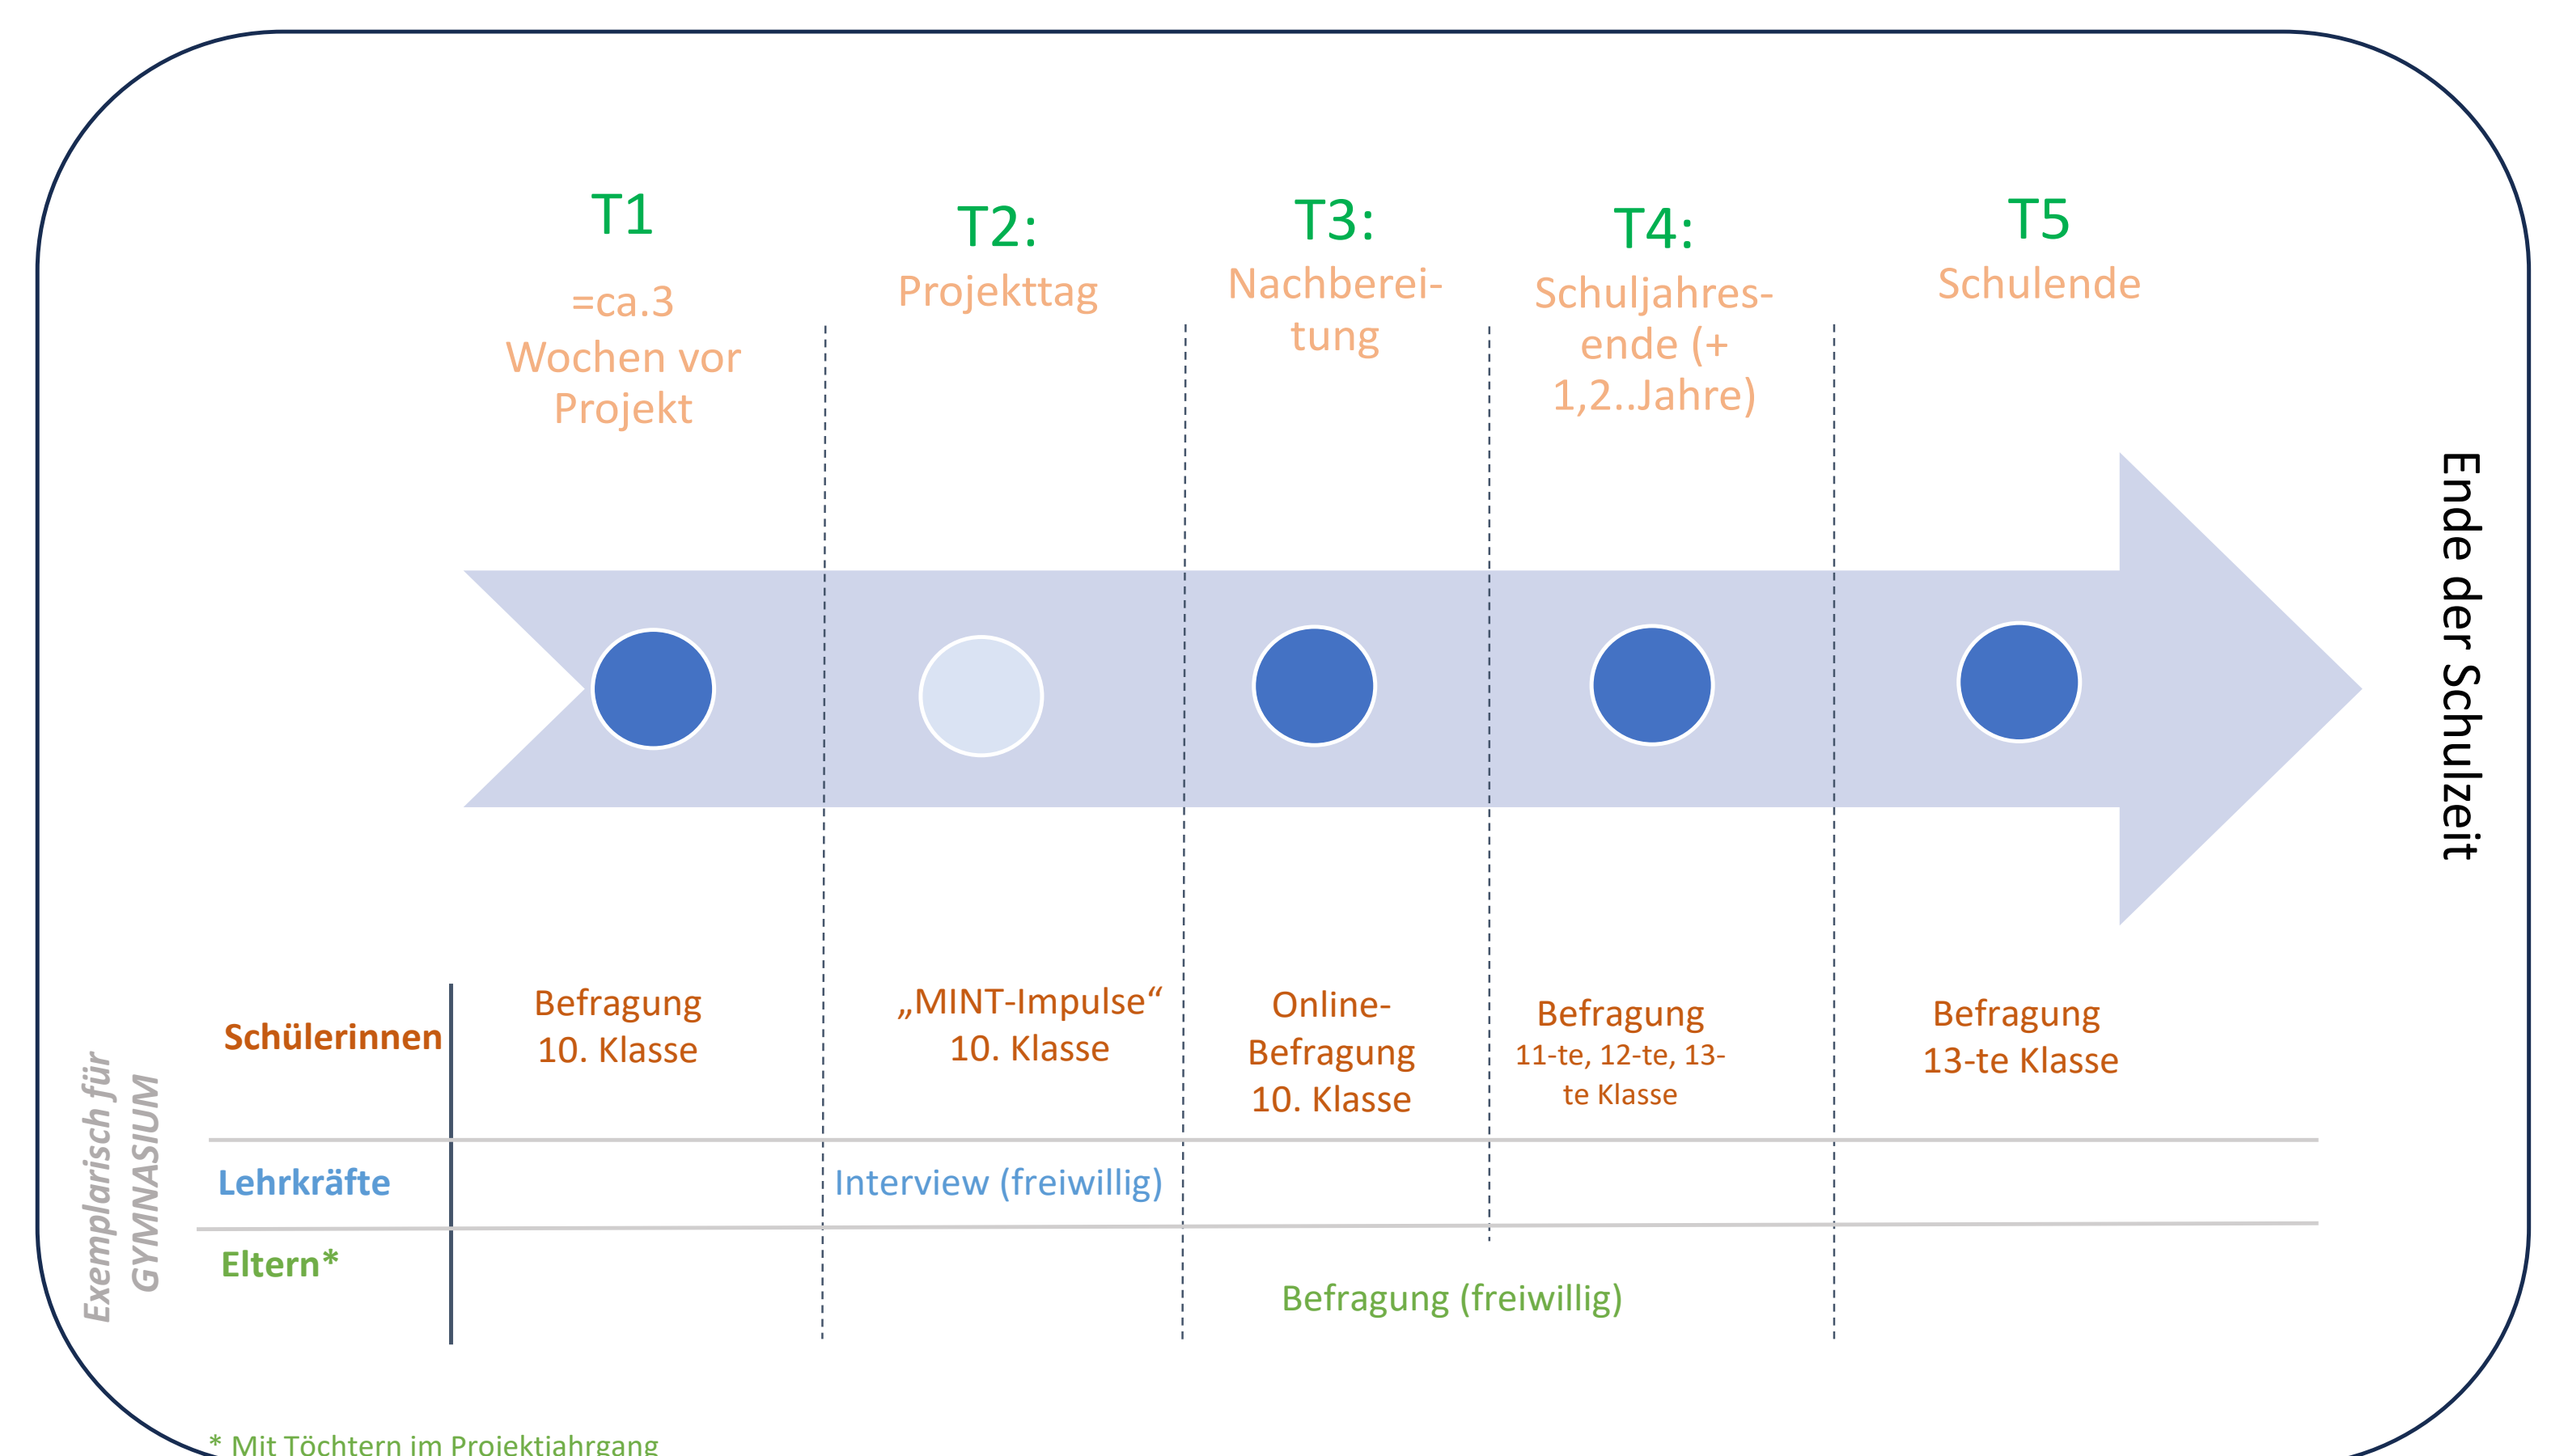 T1
=ca.3
Wochen vor
Projekt
T2:
Projekttag
T3:
Nachberei-
tung
T4:
Schuljahres-
ende (+
1,2..Jahre)
T5
Schulende
Ende der Schulzeit
Exemplarisch für
GYMNASIUM
Schülerinnen
Befragung
10. Klasse
„MINT-Impulse“
10. Klasse
Online-
Befragung
10. Klasse
Befragung
11-te, 12-te, 13-
te Klasse
Befragung
13-te Klasse
Lehrkräfte
Interview (freiwillig)
Eltern*
Befragung (freiwillig)
* Mit Töchtern im Projektjahrgang